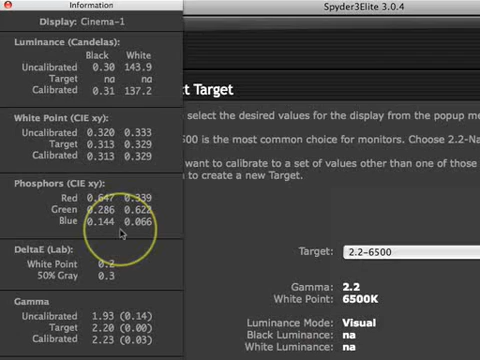 Information
Spyder3Elite 3.0.4
Display: Cinema-1
Luminance (Candelas):
Black White
Uncalibrated 0.30 143.9
Target na na
Calibrated 0.31 137.2
White Point (CIE xy):
Uncalibrated 0.320 0.333
Target 0.313 0.329
Calibrated 0.313 0.329
Phosphors (CIE xy):
Red 0.647 0.339
Green 0.286 0.622
Blue 0.144 0.066
DeltaE (Lab):
White Point 0.2
50% Gray 0.3
Gamma
Uncalibrated 1.93 (0.14)
Target 2.20 (0.00)
Calibrated 2.23 (0.03)
ct Target
select the desired values for the display from the popup me
500 is the most common choice for monitors. Choose 2.2-Na
want to calibrate to a set of values other than one of those
n to create a new Target.
Target: 2.2-6500
Gamma: 2.2
White Point: 6500K
Luminance Mode: Visual
Black Luminance: na
White Luminance: na